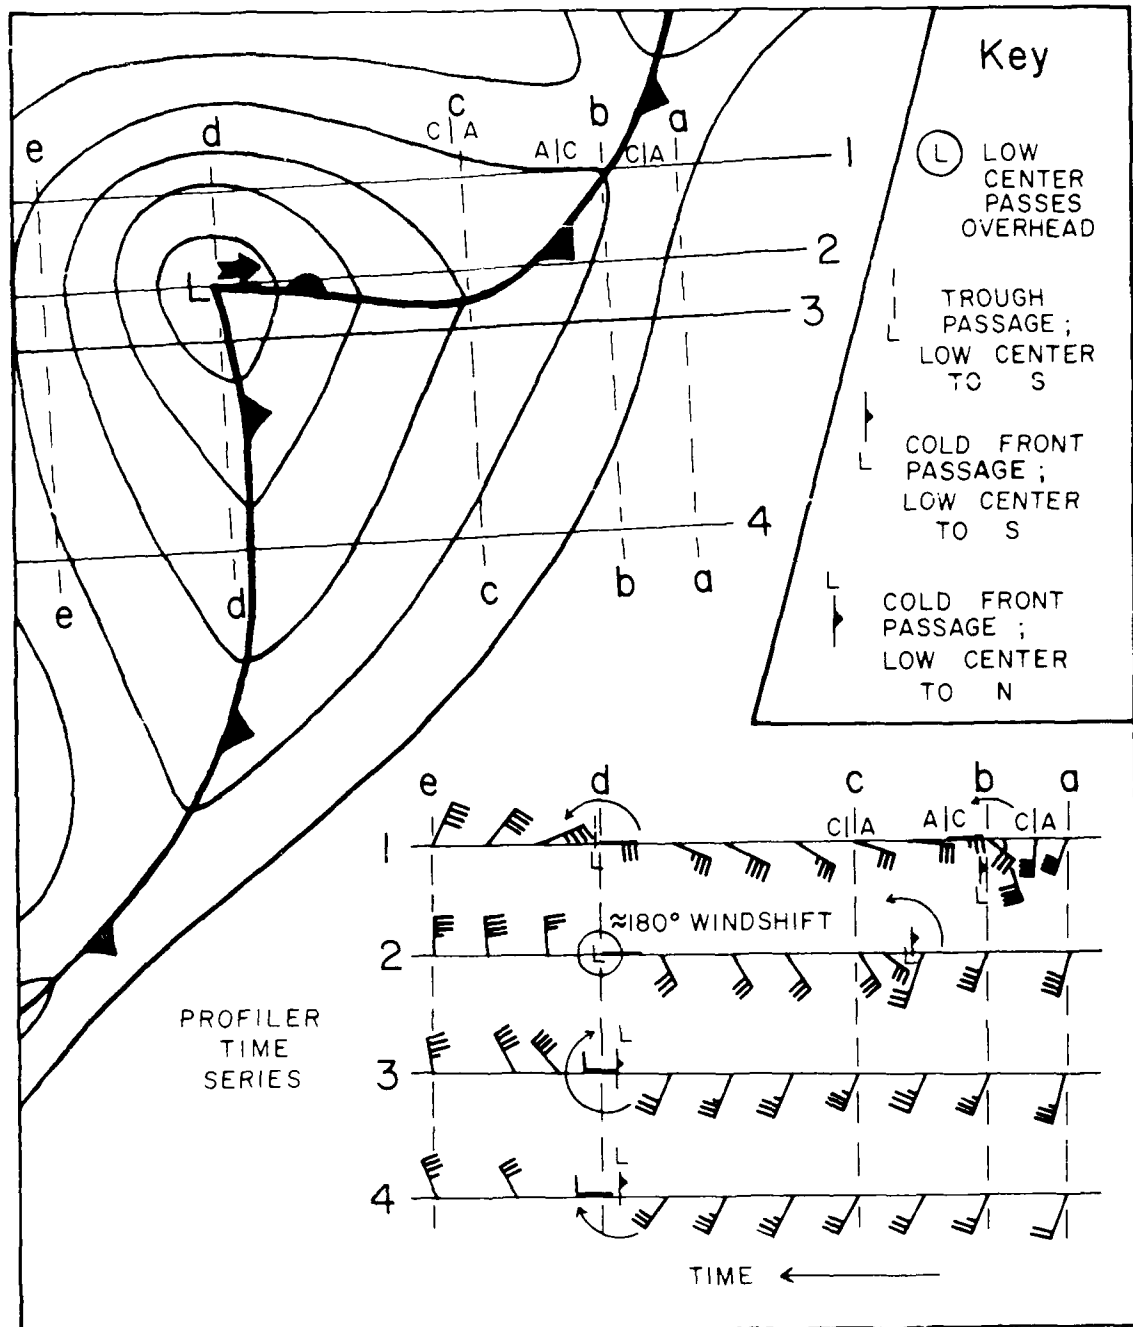 Key
L LOW
CENTER
PASSES
OVERHEAD
TROUGH
PASSAGE ;
L LOW CENTER
TO S
COLD FRONT
L PASSAGE ;
LOW CENTER
TO S
L
COLD FRONT
PASSAGE ;
LOW CENTER
TO N
c
C|A
b
a
d
e
A|C
C|A
1
2
L
3
4
e
d
c
b
a
e
d
c
b
a
C|A
A|C
C|A
1
L
L
≈180° WINDSHIFT
2
L
L
PROFILER
TIME
SERIES
3
L
4
L
TIME